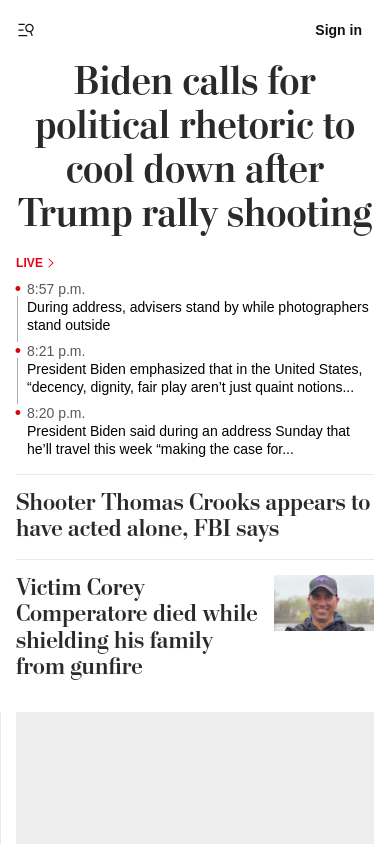 Sign in
Biden calls for
political rhetoric to
cool down after
Trump rally shooting
LIVE
8:57 p.m.
During address, advisers stand by while photographers
stand outside
8:21 p.m.
President Biden emphasized that in the United States,
“decency, dignity, fair play aren’t just quaint notions...
8:20 p.m.
President Biden said during an address Sunday that
he’ll travel this week “making the case for...
Shooter Thomas Crooks appears to
have acted alone, FBI says
Victim Corey
Comperatore died while
shielding his family
from gunfire